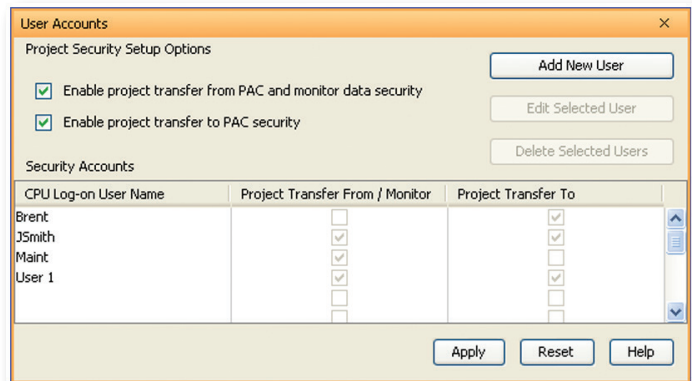 User Accounts
Project Security Setup Options
Add New User
Enable project transfer from PAC and monitor data security
Edit Selected User
Enable project transfer to PAC security
Delete Selected Users
Security Accounts
CPU Log-on User Name Project Transfer From / Monitor Project Transfer To
Brent
JSmith
Maint
User 1
Apply Reset Help